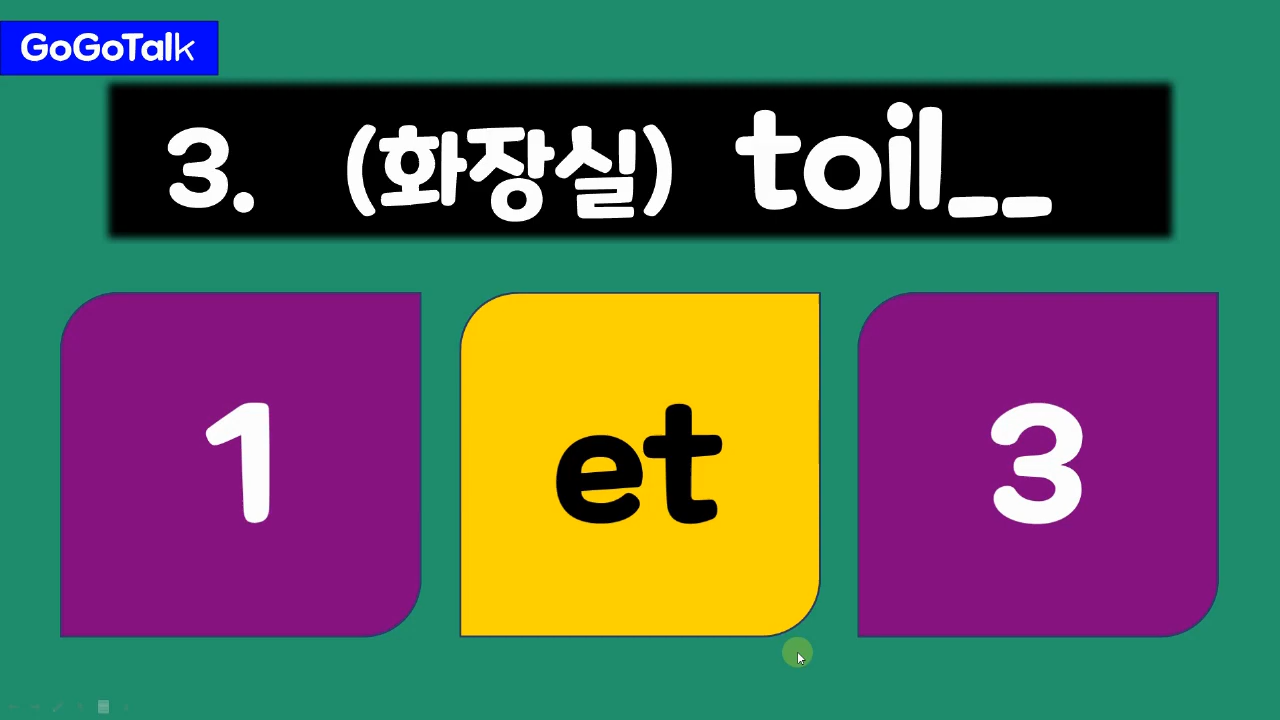 GoGoTalk
3. (화장실) toil__
1 et 3